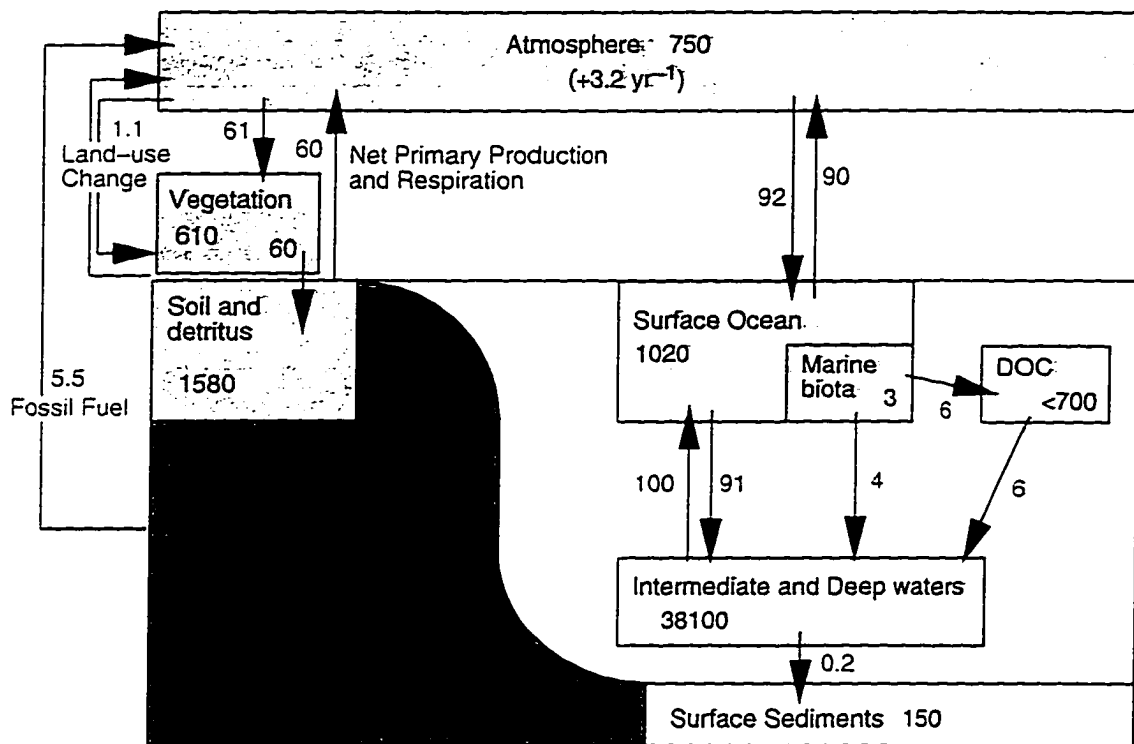 Atmosphere 750
(+3.2 yr⁻¹)
1.1
Land-use
Change
61
60
Net Primary Production
and Respiration
92
90
Vegetation
610
60
Soil and
detritus
1580
5.5
Fossil Fuel
Surface Ocean
1020
Marine
biota
3
6
DOC
<700
100
91
4
6
Intermediate and Deep waters
38100
0.2
Surface Sediments 150